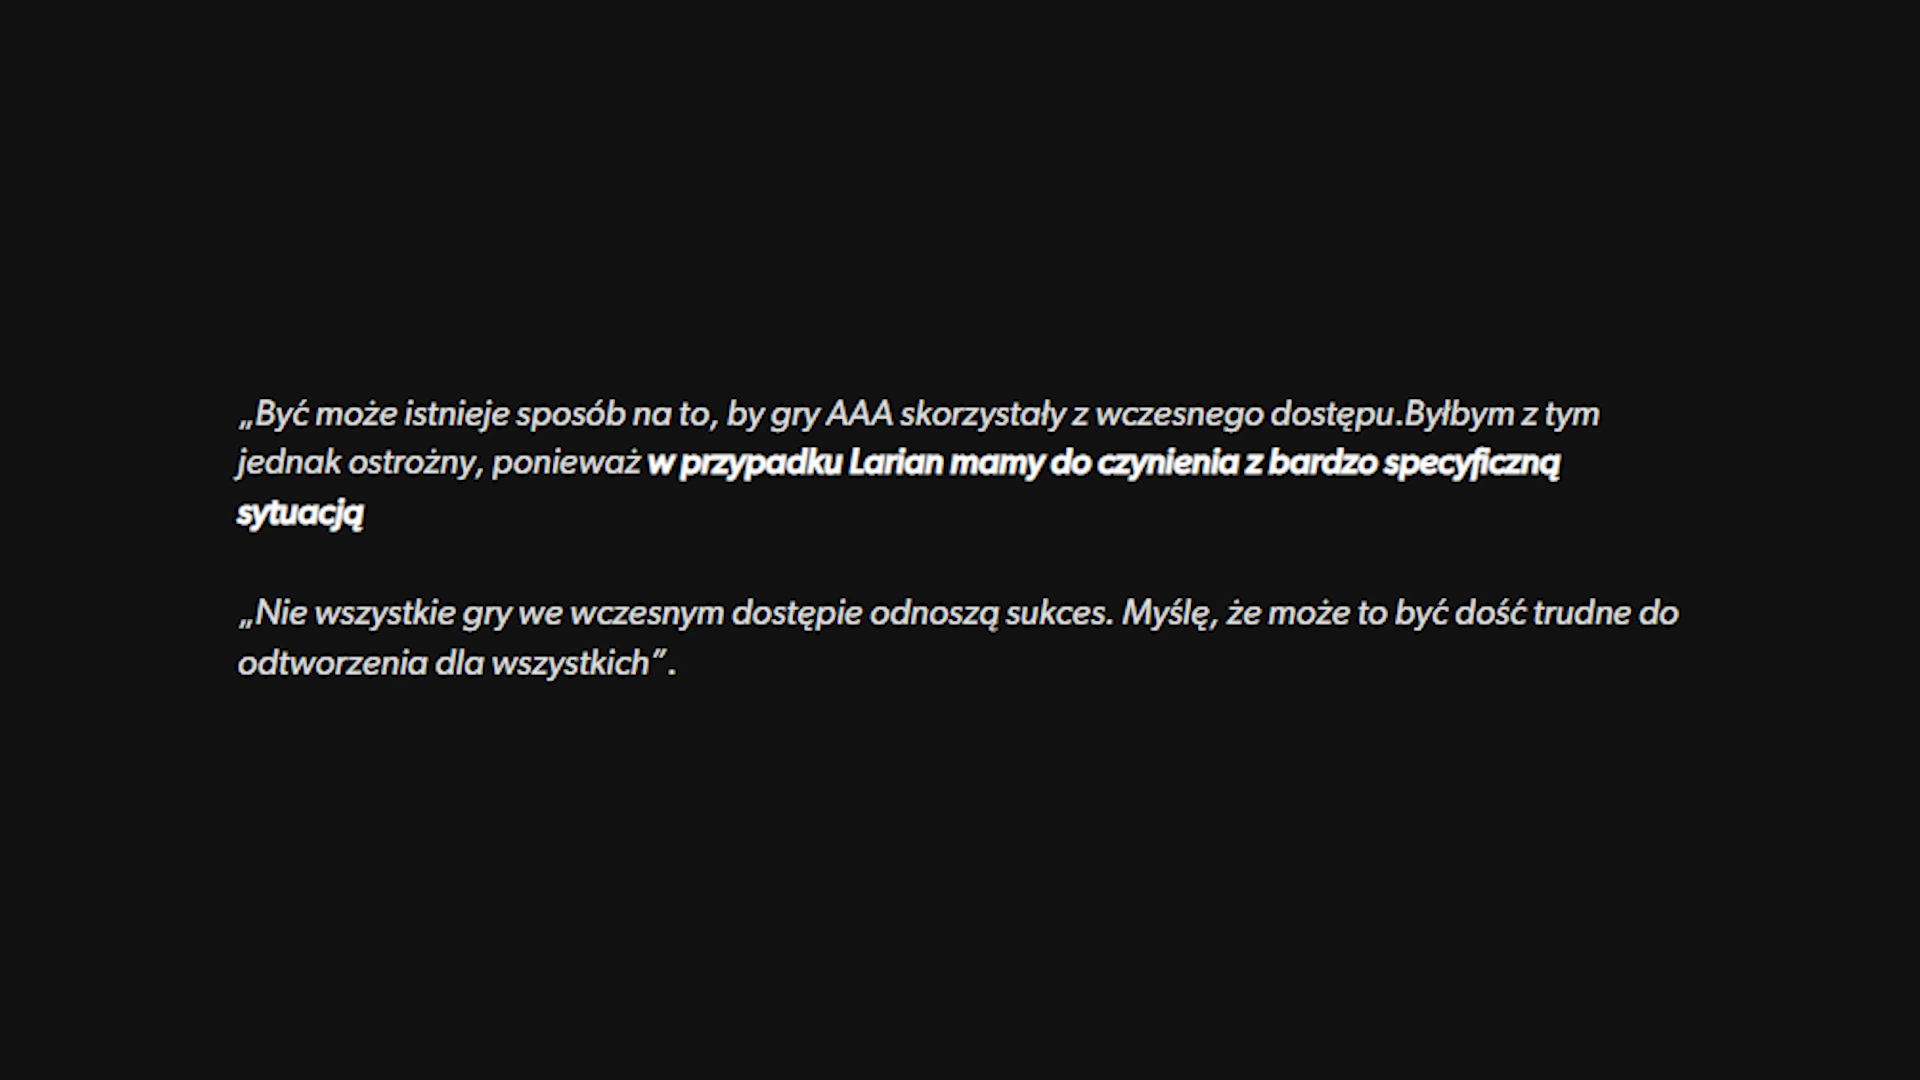 „Być może istnieje sposób na to, by gry AAA skorzystały z wczesnego dostępu.Byłbym z tym
jednak ostrożny, ponieważ w przypadku Larian mamy do czynienia z bardzo specyficzną
sytuacją
„Nie wszystkie gry we wczesnym dostępie odnoszą sukces. Myślę, że może to być dość trudne do
odtworzenia dla wszystkich”.